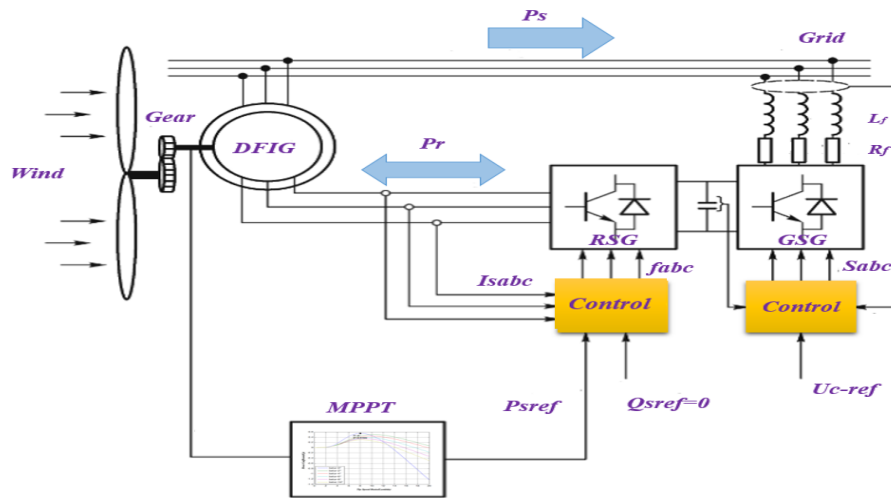 Ps
Grid
Gear
Lf
DFIG
Pr
Rf
Wind
RSG
GSG
Isabc
fabc
Sabc
Control
Control
MPPT
Psref
Qsref=0
Uc-ref